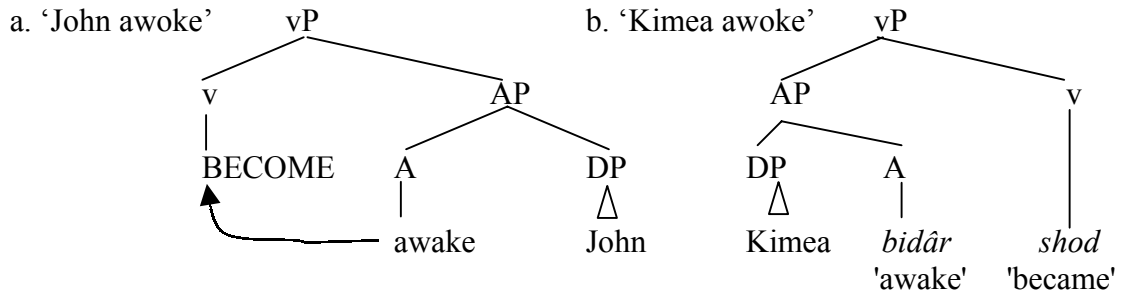 a. ‘John awoke’ vP b. ‘Kimea awoke’ vP
v AP AP v
BECOME A DP DP A
awake John Kimea bidâr shod
'awake' 'became'